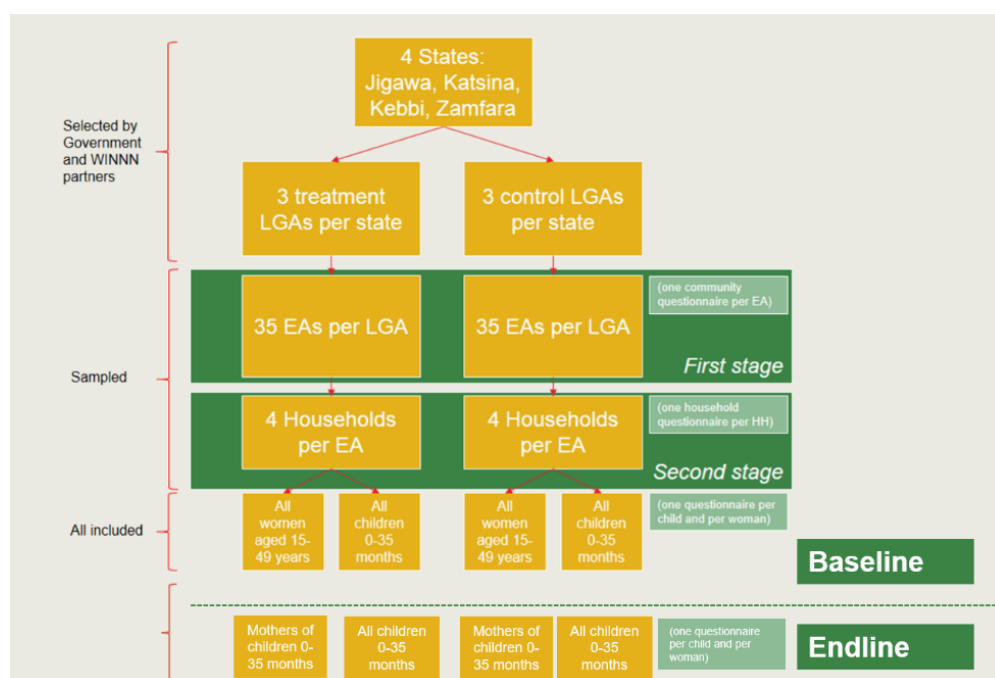 4 States:
Jigawa, Katsina,
Kebbi, Zamfara
Selected by
Government
and WINNN
partners
3 treatment
LGAs per state
3 control LGAs
per state
35 EAs per LGA
35 EAs per LGA
(one community
questionnaire per EA)
First stage
Sampled
4 Households
per EA
4 Households
per EA
(one household
questionnaire per HH)
Second stage
All included
All
women
aged 15-
49 years
All
children
0-35
months
All
women
aged 15-
49 years
All
children
0-35
months
(one questionnaire per
child and per woman)
Baseline
Mothers of
children 0-
35 months
All children
0-35
months
Mothers of
children 0-
35 months
All children
0-35
months
(one questionnaire
per child and per
woman)
Endline